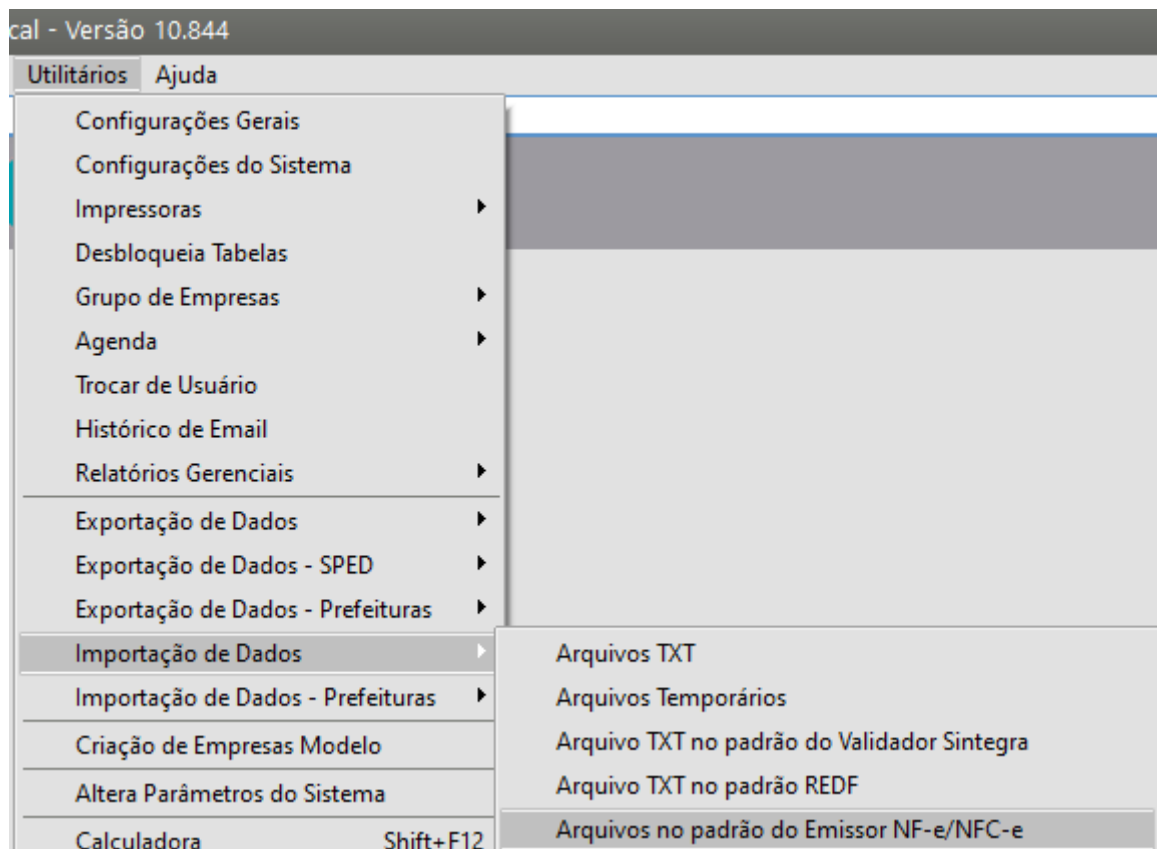 cal - Versão 10.844
Utilitários Ajuda
Configurações Gerais
Configurações do Sistema
Impressoras
Desbloqueia Tabelas
Grupo de Empresas
Agenda
Trocar de Usuário
Histórico de Email
Relatórios Gerenciais
Exportação de Dados
Exportação de Dados - SPED
Exportação de Dados - Prefeituras
Importação de Dados
Importação de Dados - Prefeituras
Criação de Empresas Modelo
Altera Parâmetros do Sistema
Calculadora Shift+F12
Arquivos TXT
Arquivos Temporários
Arquivo TXT no padrão do Validador Sintegra
Arquivo TXT no padrão REDF
Arquivos no padrão do Emissor NF-e/NFC-e